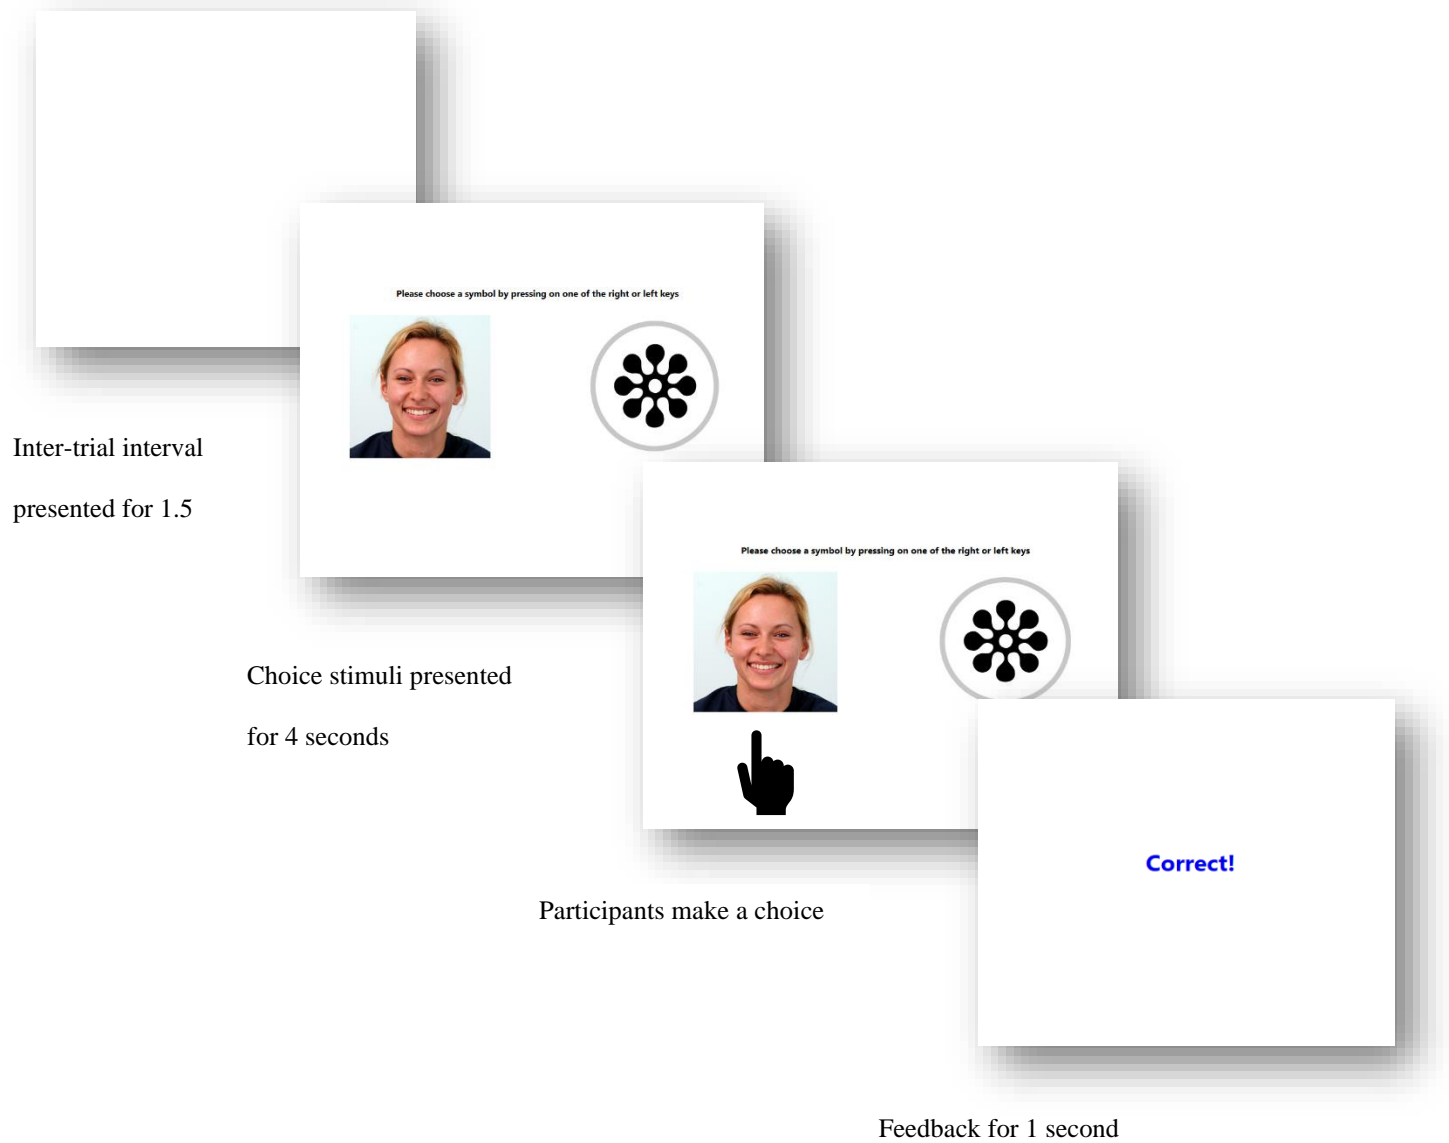 Please choose a symbol by pressing on one of the right or left keys
Inter-trial interval
presented for 1.5
Please choose a symbol by pressing on one of the right or left keys
Choice stimuli presented
for 4 seconds
Correct!
Participants make a choice
Feedback for 1 second